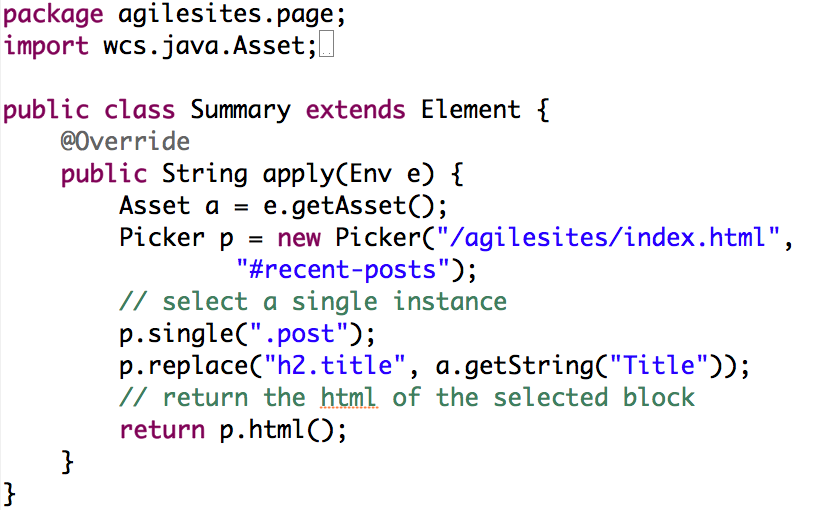 package agilesites.page;
import wcs.java.Asset;
public class Summary extends Element {
@Override
public String apply(Env e) {
Asset a = e.getAsset();
Picker p = new Picker("/agilesites/index.html",
"#recent-posts");
// select a single instance
p.single(".post");
p.replace("h2.title", a.getString("Title"));
// return the html of the selected block
return p.html();
}
}